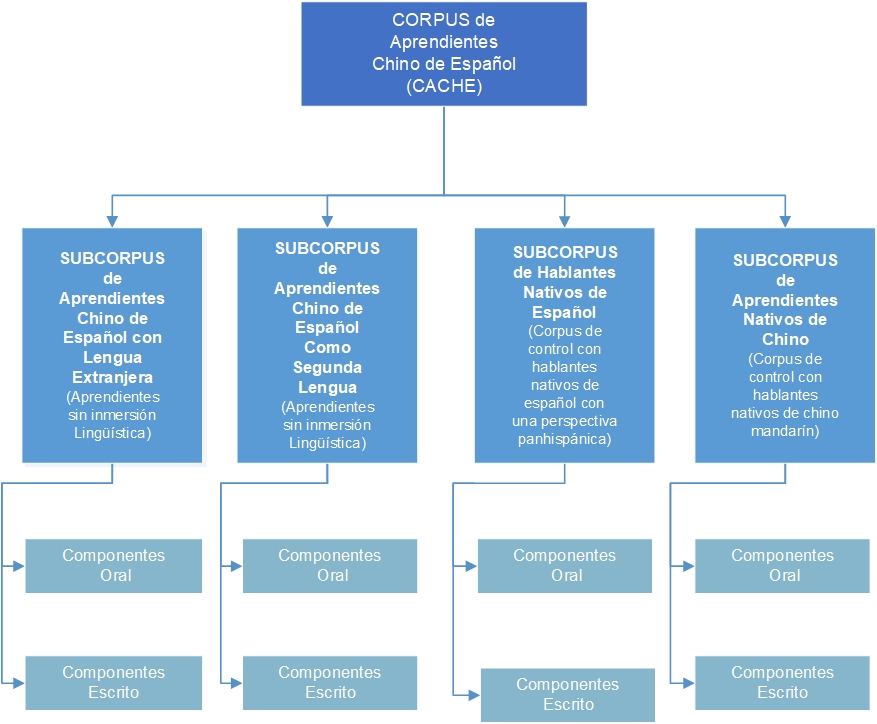 CORPUS de
Aprendientes
Chino de Español
(CACHE)
SUBCORPUS
de
Aprendientes
Chino de
Español con
Lengua
Extranjera
(Aprendientes
sin inmersión
Lingüística)
SUBCORPUS
de
Aprendientes
Chino de
Español
Como
Segunda
Lengua
(Aprendientes
sin inmersión
Lingüística)
SUBCORPUS
de Hablantes
Nativos de
Español
(Corpus de
control con
hablantes
nativos de
español con
una perspectiva
panhispánica)
SUBCORPUS
de
Aprendientes
Nativos de
Chino
(Corpus de
control con
hablantes
nativos de chino
mandarín)
Componentes
Oral
Componentes
Oral
Componentes
Oral
Componentes
Oral
Componentes
Escrito
Componentes
Escrito
Componentes
Escrito
Componentes
Escrito